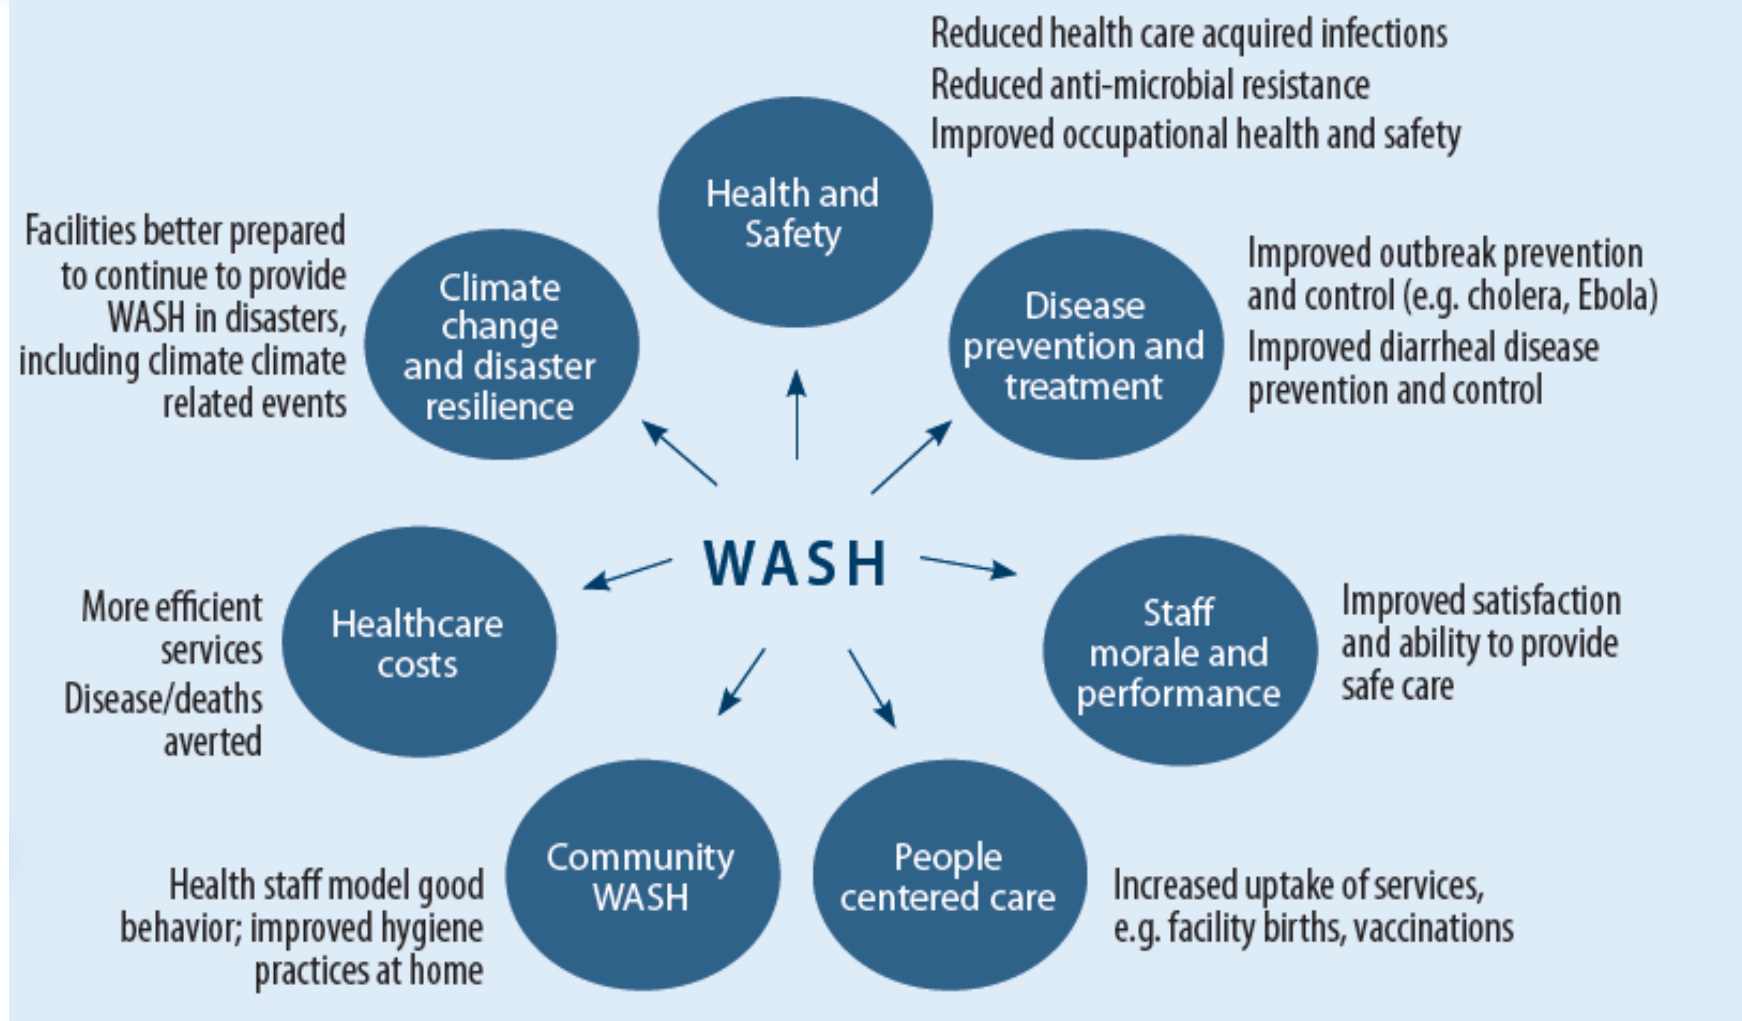 Reduced health care acquired infections
Reduced anti-microbial resistance
Improved occupational health and safety
Health and
Safety
Facilities better prepared
to continue to provide
WASH in disasters,
including climate climate
related events
Climate
change
and disaster
resilience
Disease
prevention and
treatment
Improved outbreak prevention
and control (e.g. cholera, Ebola)
Improved diarrheal disease
prevention and control
WASH
More efficient
services
Disease/deaths
averted
Healthcare
costs
Staff
morale and
performance
Improved satisfaction
and ability to provide
safe care
Health staff model good
behavior; improved hygiene
practices at home
Community
WASH
People
centered care
Increased uptake of services,
e.g. facility births, vaccinations